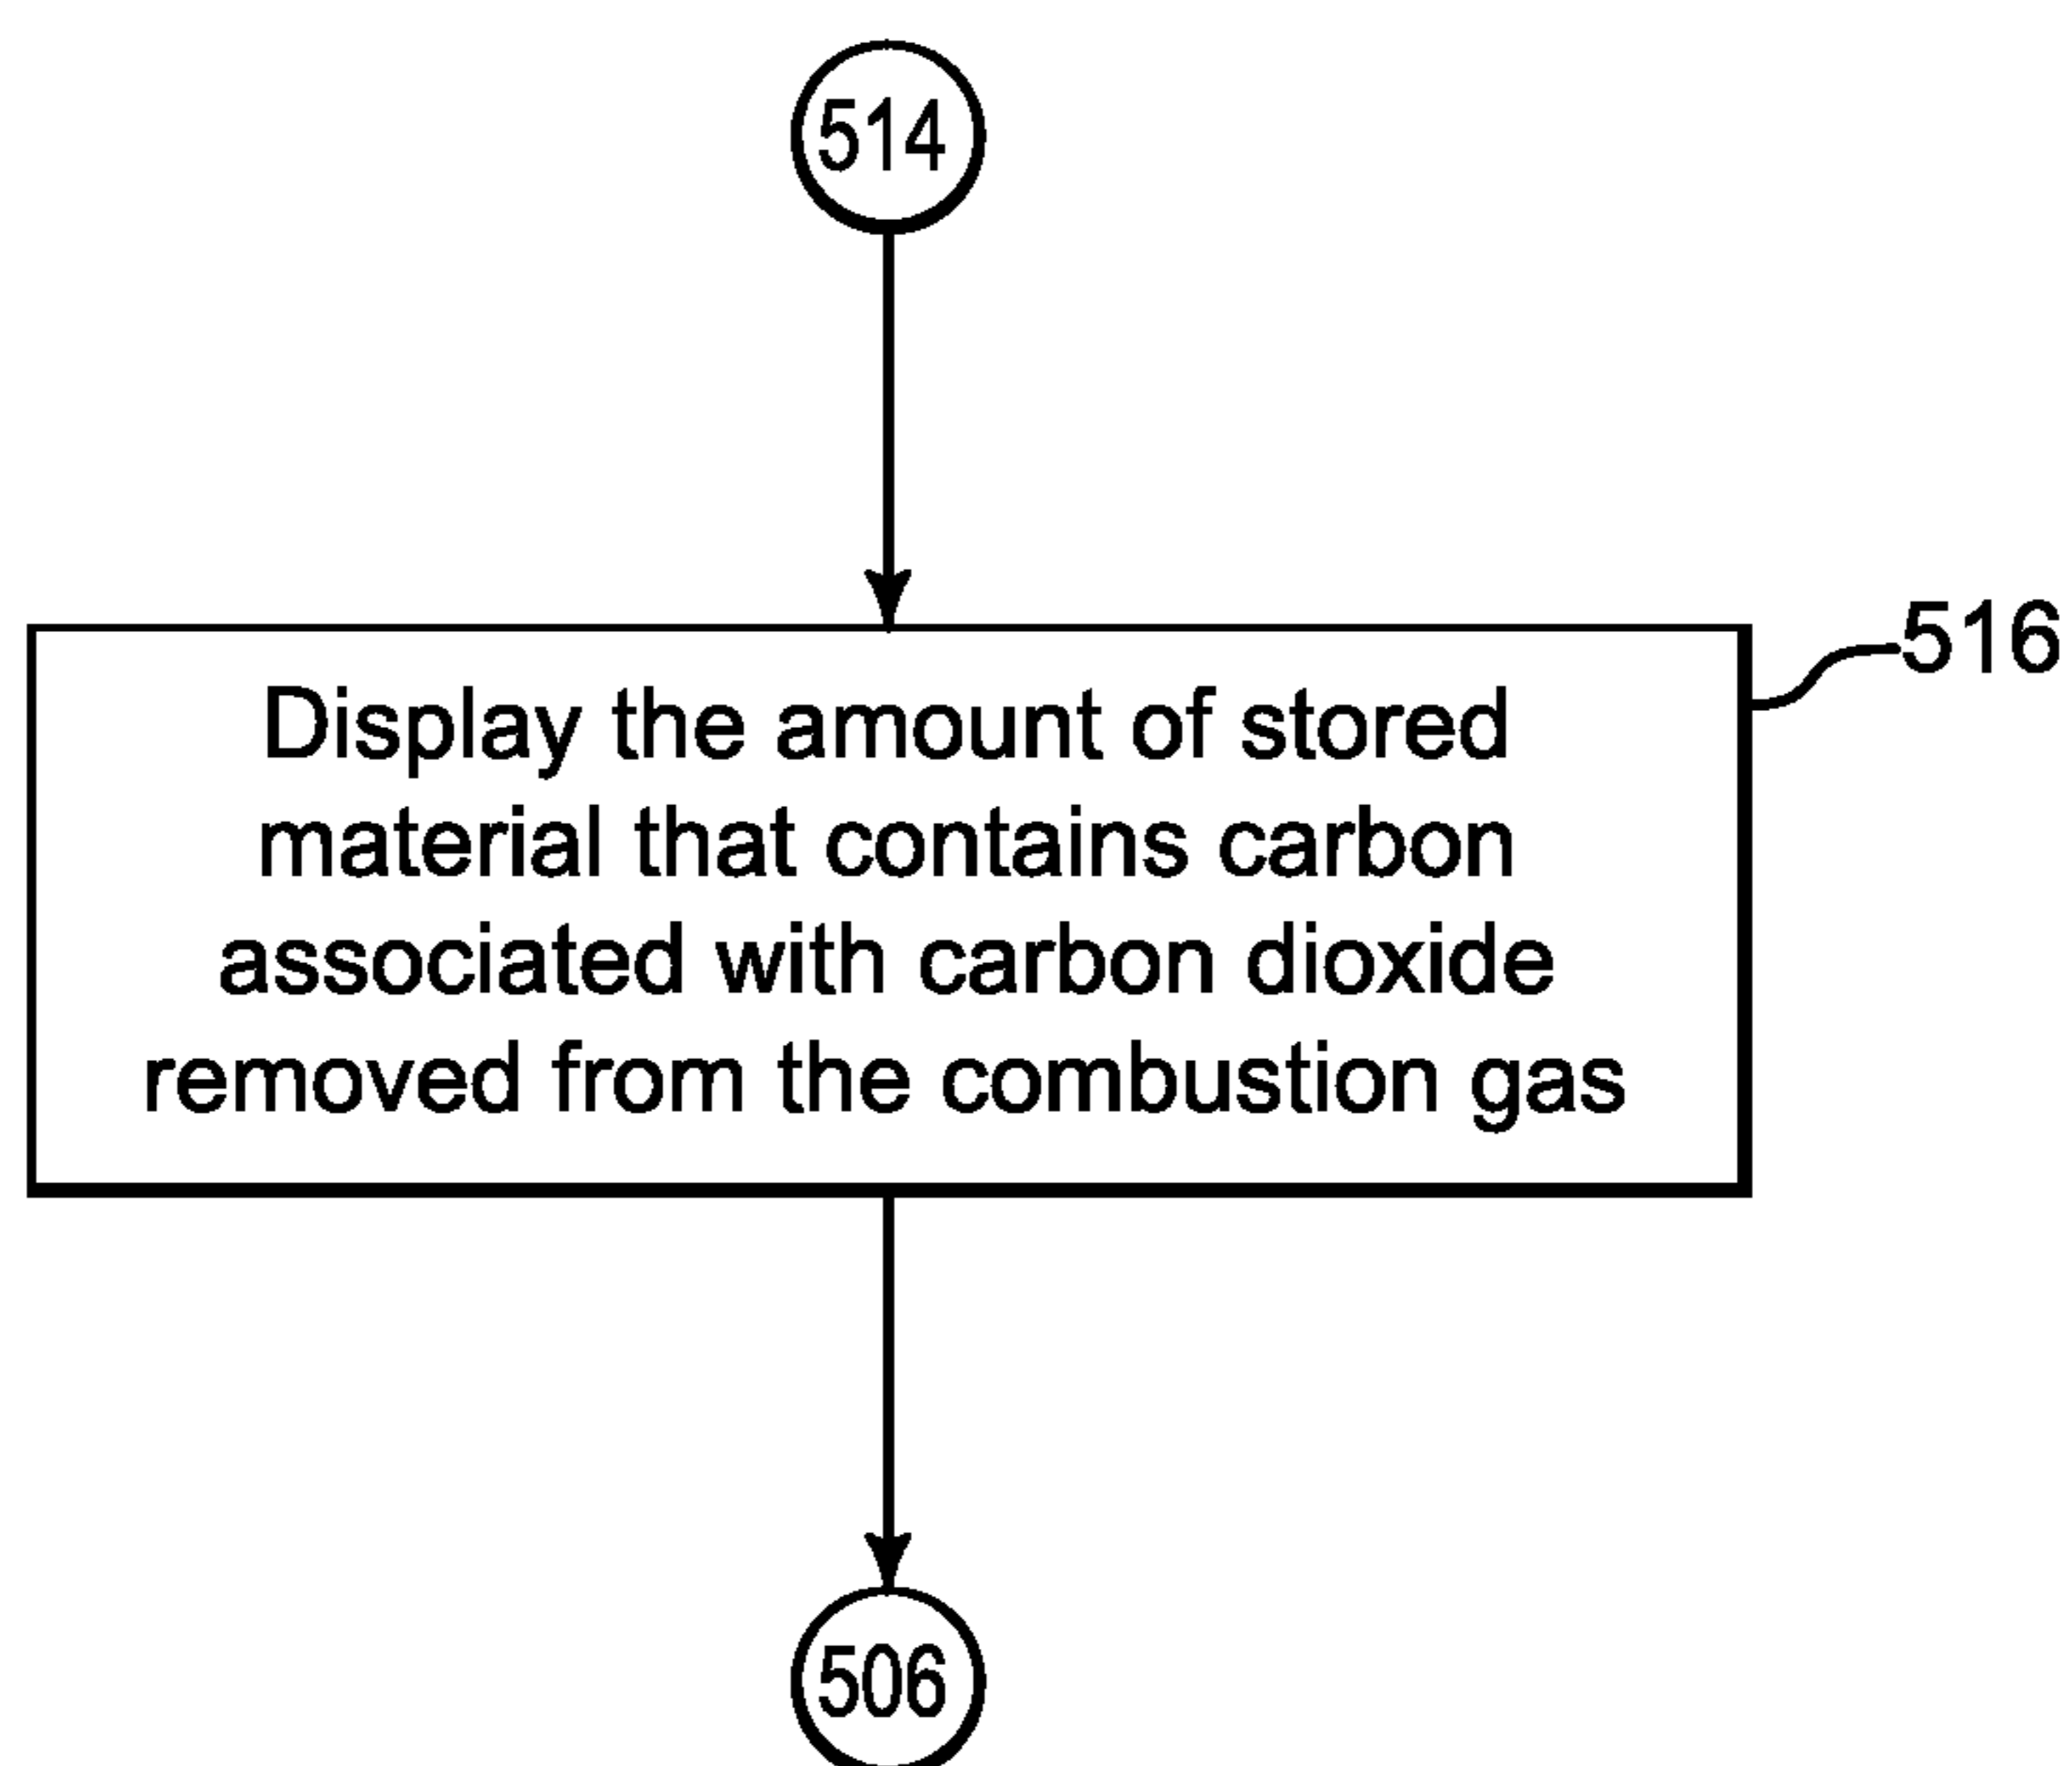 514
516
Display the amount of stored
material that contains carbon
associated with carbon dioxide
removed from the combustion gas
506